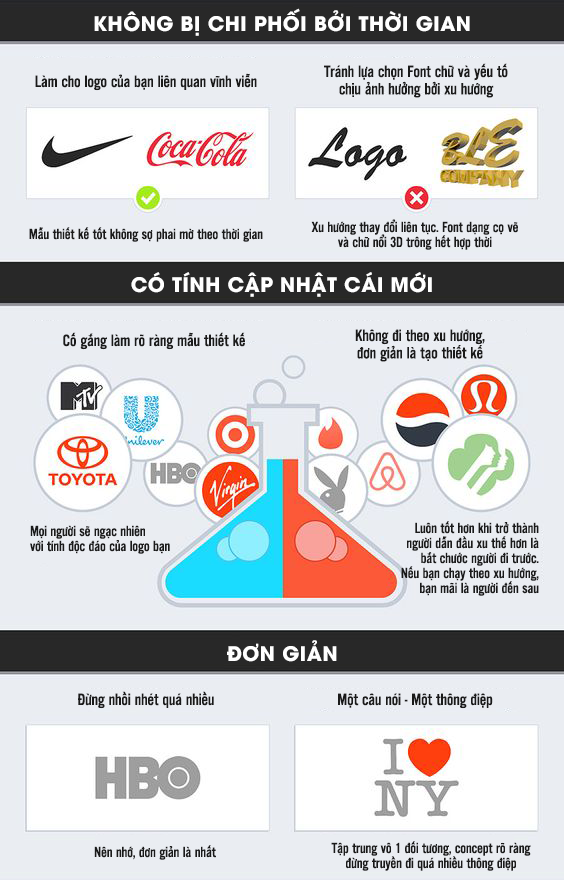 KHÔNG BỊ CHI PHỐI BỞI THỜI GIAN
Làm cho logo của bạn liên quan vĩnh viễn
Tránh lựa chọn Font chữ và yếu tố
chịu ảnh hưởng bởi xu hướng
Coca-Cola
Logo
BLE
COMPANY
Mẫu thiết kế tốt không sợ phai mờ theo thời gian
Xu hướng thay đổi liên tục. Font dạng cọ vẽ
và chữ nổi 3D trông hết hợp thời
CÓ TÍNH CẬP NHẬT CÁI MỚI
Cố gắng làm rõ ràng mẫu thiết kế
Không đi theo xu hướng,
đơn giản là tạo thiết kế
MTV
Unilever
TOYOTA
HBO
Virgin
Mọi người sẽ ngạc nhiên
với tính độc đáo của logo bạn
Luôn tốt hơn khi trở thành
người dẫn đầu xu thế hơn là
bắt chước người đi trước.
Nếu bạn chạy theo xu hướng,
bạn mãi là người đến sau
ĐƠN GIẢN
Đừng nhồi nhét quá nhiều
Một câu nói - Một thông điệp
HBO
I ❤
NY
Nên nhớ, đơn giản là nhất
Tập trung vô 1 đối tương, concept rõ ràng
đừng truyền đi quá nhiều thông điệp